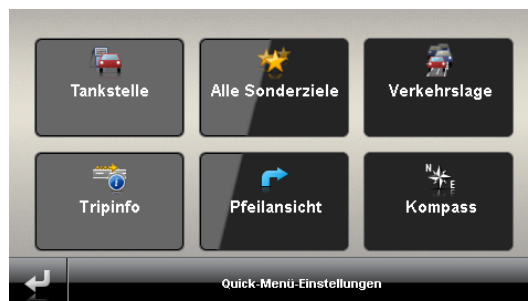 Tankstelle
Alle Sonderziele
Verkehrslage
Tripinfo
Pfeilansicht
N
E
Kompass
Quick-Menü-Einstellungen